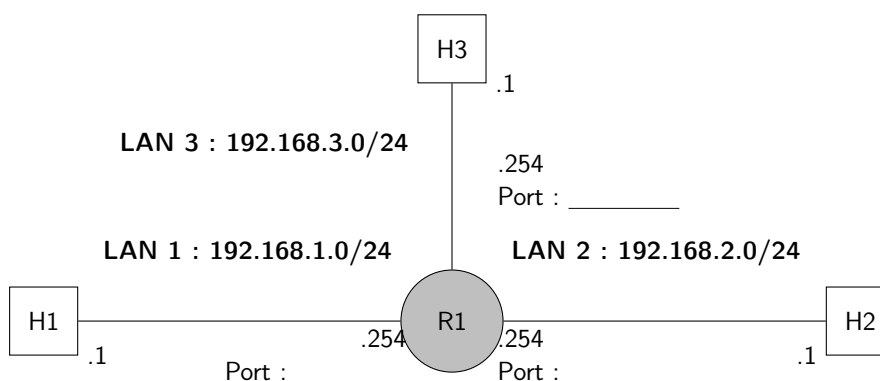 H3
.1
LAN 3 : 192.168.3.0/24
.254
Port : __________
LAN 1 : 192.168.1.0/24
LAN 2 : 192.168.2.0/24
H1
R1
H2
.254
.254
.1
.1
Port :
Port :